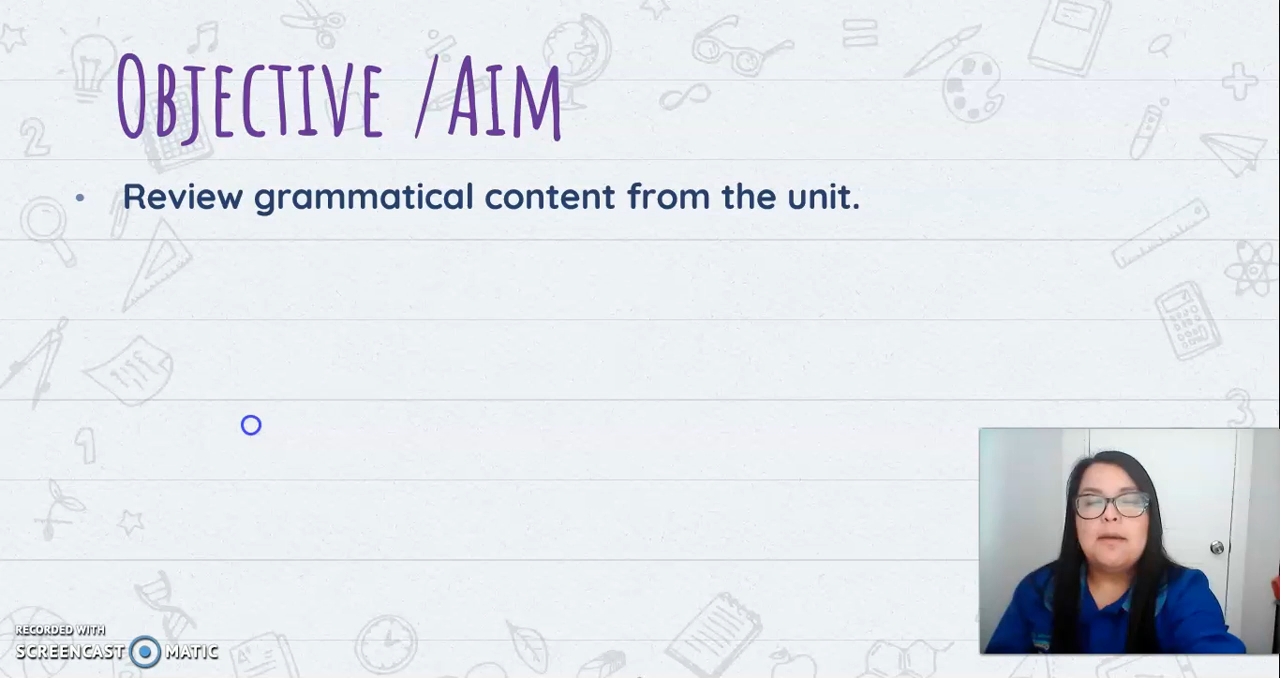 Objective /Aim
• Review grammatical content from the unit.
RECORDED WITH
SCREENCAST MATIC